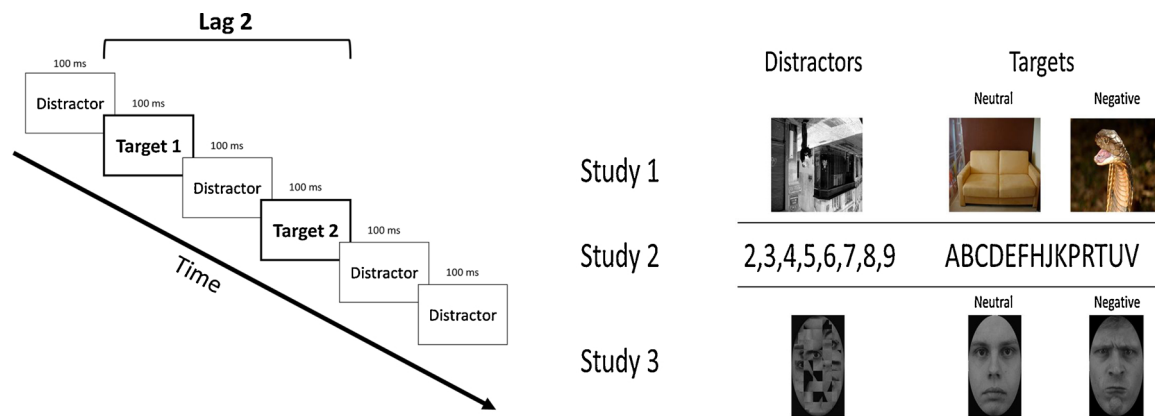 Lag 2
100 ms
Distractor
100 ms
Target 1
100 ms
Distractor
100 ms
Target 2
100 ms
Distractor
100 ms
Distractor
Time
Distractors Targets
Neutral Negative
Study 1
Study 2 2,3,4,5,6,7,8,9 ABCDEFHJKPRTUV
Neutral Negative
Study 3